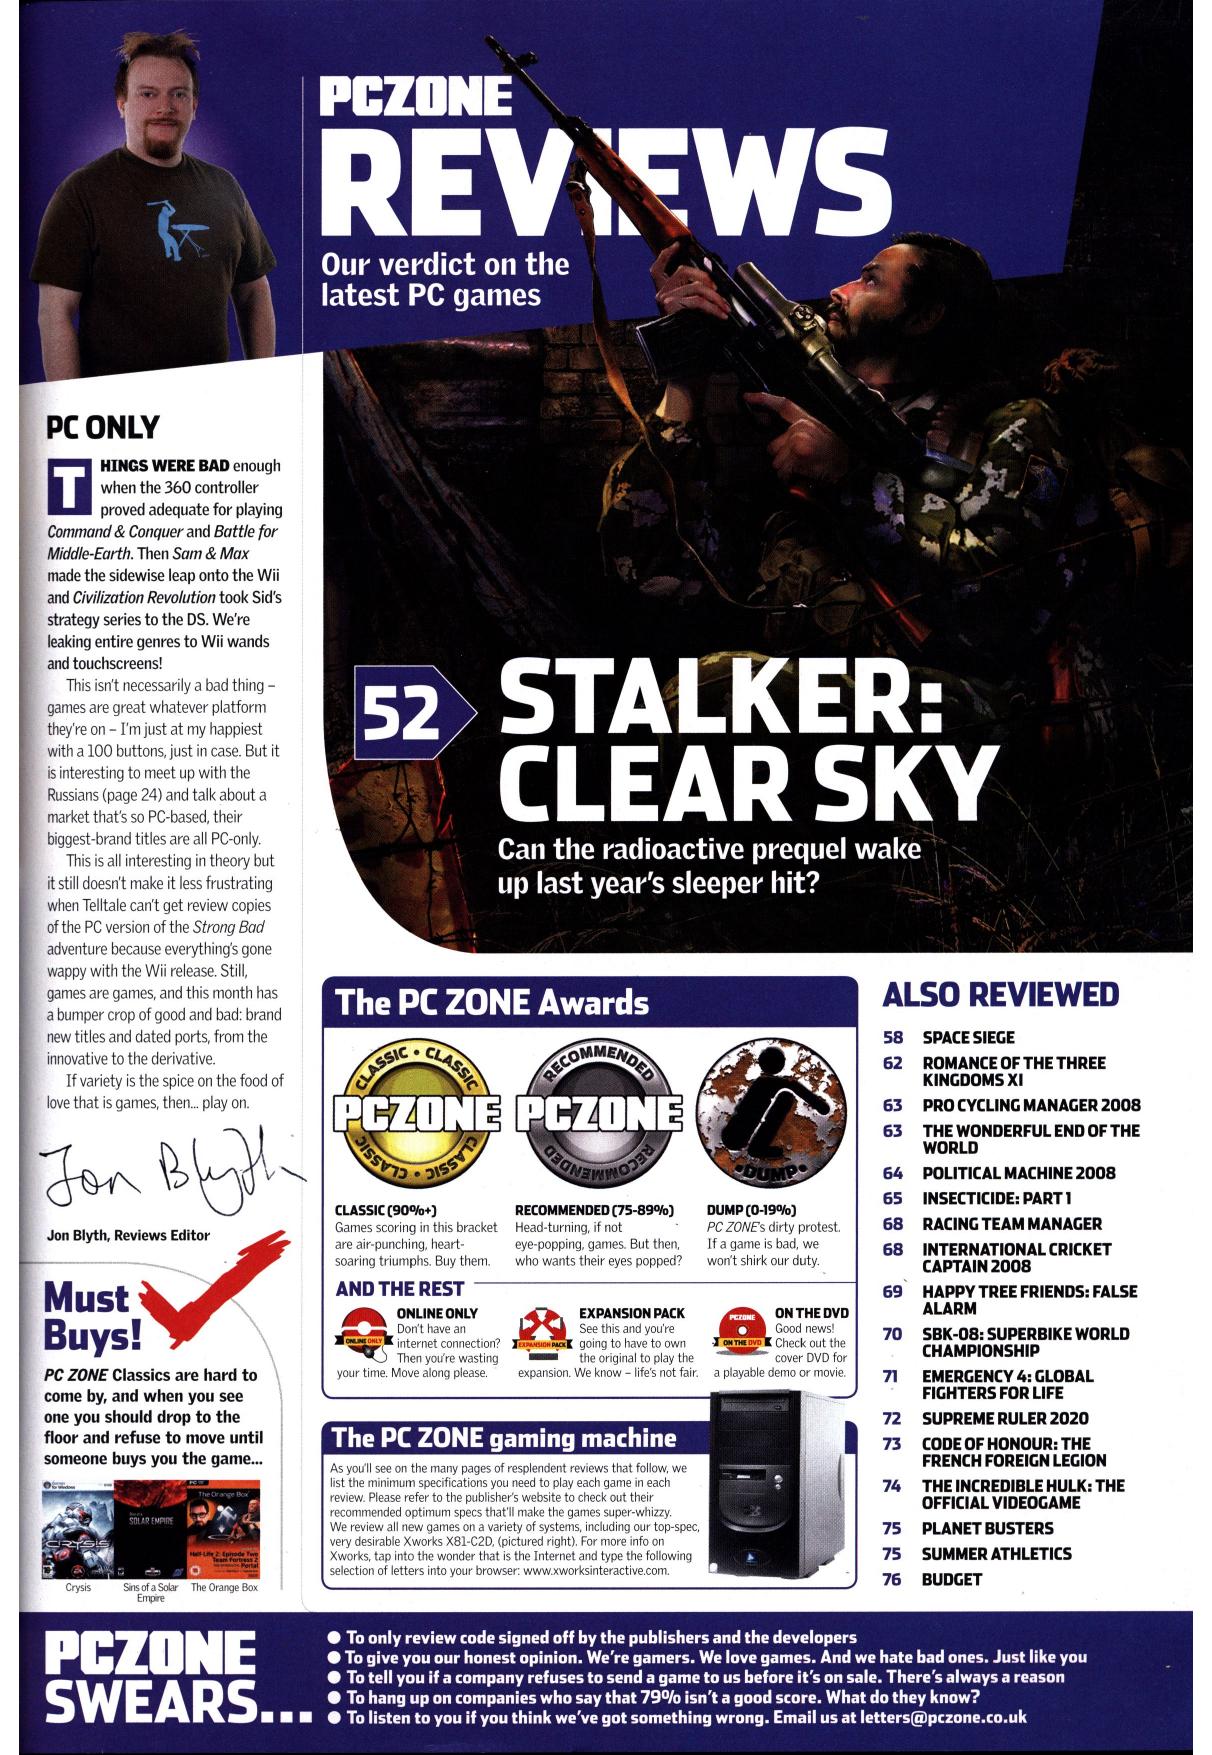 PCZONE
REVIEWS
Our verdict on the
latest PC games
PC ONLY
THINGS WERE BAD enough
when the 360 controller
proved adequate for playing
Command & Conquer and Battle for
Middle-Earth. Then Sam & Max
made the sidewise leap onto the Wii
and Civilization Revolution took Sid's
strategy series to the DS. We're
leaking entire genres to Wii wands
and touchscreens!
This isn't necessarily a bad thing –
games are great whatever platform
they're on – I'm just at my happiest
with a 100 buttons, just in case. But it
is interesting to meet up with the
Russians (page 24) and talk about a
market that's so PC-based, their
biggest-brand titles are all PC-only.
This is all interesting in theory but
it still doesn't make it less frustrating
when Telltale can't get review copies
of the PC version of the Strong Bad
adventure because everything's gone
wappy with the Wii release. Still,
games are games, and this month has
a bumper crop of good and bad: brand
new titles and dated ports, from the
innovative to the derivative.
If variety is the spice on the food of
love that is games, then... play on.
Jon Blyth
Jon Blyth, Reviews Editor
Must
Buys!
PC ZONE Classics are hard to
come by, and when you see
one you should drop to the
floor and refuse to move until
someone buys you the game...
CRYSIS
SOLAR EMPIRE
The Orange Box
Half-Life 2: Episode Two
Team Fortress 2
Portal
Crysis
Sins of a Solar
Empire
The Orange Box
52
STALKER:
CLEAR SKY
Can the radioactive prequel wake
up last year's sleeper hit?
The PC ZONE Awards
CLASSIC • CLASSIC
PCZONE
CLASSIC • CLASSIC
RECOMMENDED
PCZONE
RECOMMENDED
•DUMP•
CLASSIC (90%+)
Games scoring in this bracket
are air-punching, heart-
soaring triumphs. Buy them.
RECOMMENDED (75-89%)
Head-turning, if not
eye-popping, games. But then,
who wants their eyes popped?
DUMP (0-19%)
PC ZONE's dirty protest.
If a game is bad, we
won't shirk our duty.
AND THE REST
ONLINE ONLY
ONLINE ONLY
Don't have an
internet connection?
Then you're wasting
your time. Move along please.
EXPANSION PACK
EXPANSION PACK
See this and you're
going to have to own
the original to play the
expansion. We know – life's not fair.
PCZONE
ON THE DVD
ON THE DVD
Good news!
Check out the
cover DVD for
a playable demo or movie.
The PC ZONE gaming machine
As you'll see on the many pages of resplendent reviews that follow, we
list the minimum specifications you need to play each game in each
review. Please refer to the publisher's website to check out their
recommended optimum specs that'll make the games super-whizzy.
We review all new games on a variety of systems, including our top-spec,
very desirable Xworks X81-C2D, (pictured right). For more info on
Xworks, tap into the wonder that is the Internet and type the following
selection of letters into your browser: www.xworksinteractive.com.
ALSO REVIEWED
58 SPACE SIEGE
62 ROMANCE OF THE THREE
KINGDOMS XI
63 PRO CYCLING MANAGER 2008
63 THE WONDERFUL END OF THE
WORLD
64 POLITICAL MACHINE 2008
65 INSECTICIDE: PART 1
68 RACING TEAM MANAGER
68 INTERNATIONAL CRICKET
CAPTAIN 2008
69 HAPPY TREE FRIENDS: FALSE
ALARM
70 SBK-08: SUPERBIKE WORLD
CHAMPIONSHIP
71 EMERGENCY 4: GLOBAL
FIGHTERS FOR LIFE
72 SUPREME RULER 2020
73 CODE OF HONOUR: THE
FRENCH FOREIGN LEGION
74 THE INCREDIBLE HULK: THE
OFFICIAL VIDEOGAME
75 PLANET BUSTERS
75 SUMMER ATHLETICS
76 BUDGET
PCZONE
SWEARS...
● To only review code signed off by the publishers and the developers
● To give you our honest opinion. We're gamers. We love games. And we hate bad ones. Just like you
● To tell you if a company refuses to send a game to us before it's on sale. There's always a reason
● To hang up on companies who say that 79% isn't a good score. What do they know?
● To listen to you if you think we've got something wrong. Email us at letters@pczone.co.uk